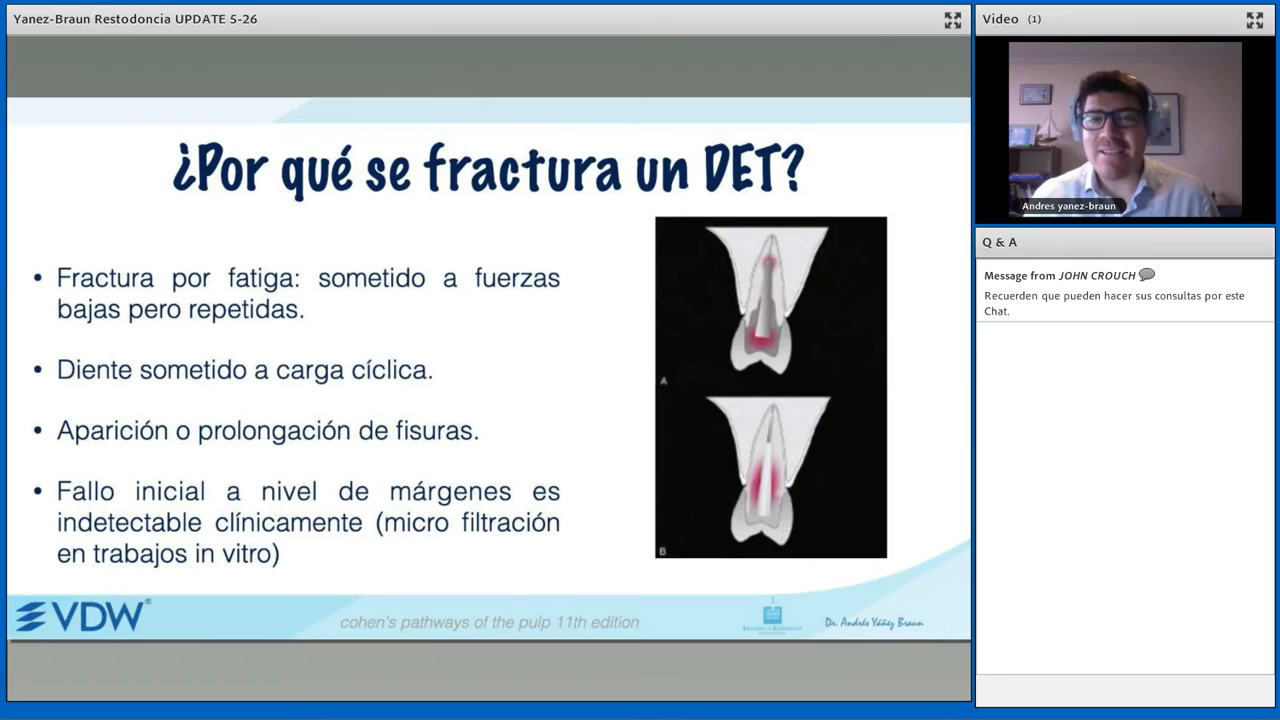 Yanez-Braun Restodoncia UPDATE 5-26
¿Por qué se fractura un DET?
• Fractura por fatiga: sometido a fuerzas
bajas pero repetidas.
• Diente sometido a carga cíclica.
• Aparición o prolongación de fisuras.
• Fallo inicial a nivel de márgenes es
indetectable clínicamente (micro filtración
en trabajos in vitro)
A
B
VDW®
cohen's pathways of the pulp 11th edition
Dr. Andrés Yáñez Braun
Video (1)
Andres yanez-braun
Q & A
Message from JOHN CROUCH
Recuerden que pueden hacer sus consultas por este
Chat.